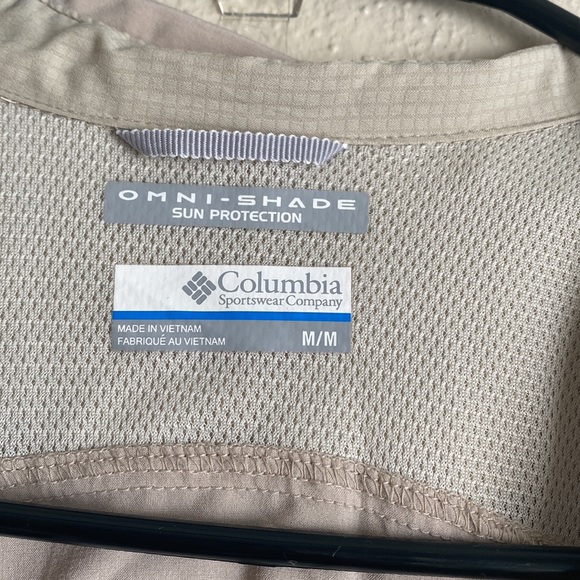 OMNI-SHADE
SUN PROTECTION
Columbia
Sportswear Company
MADE IN VIETNAM
FABRIQUÉ AU VIETNAM
M/M